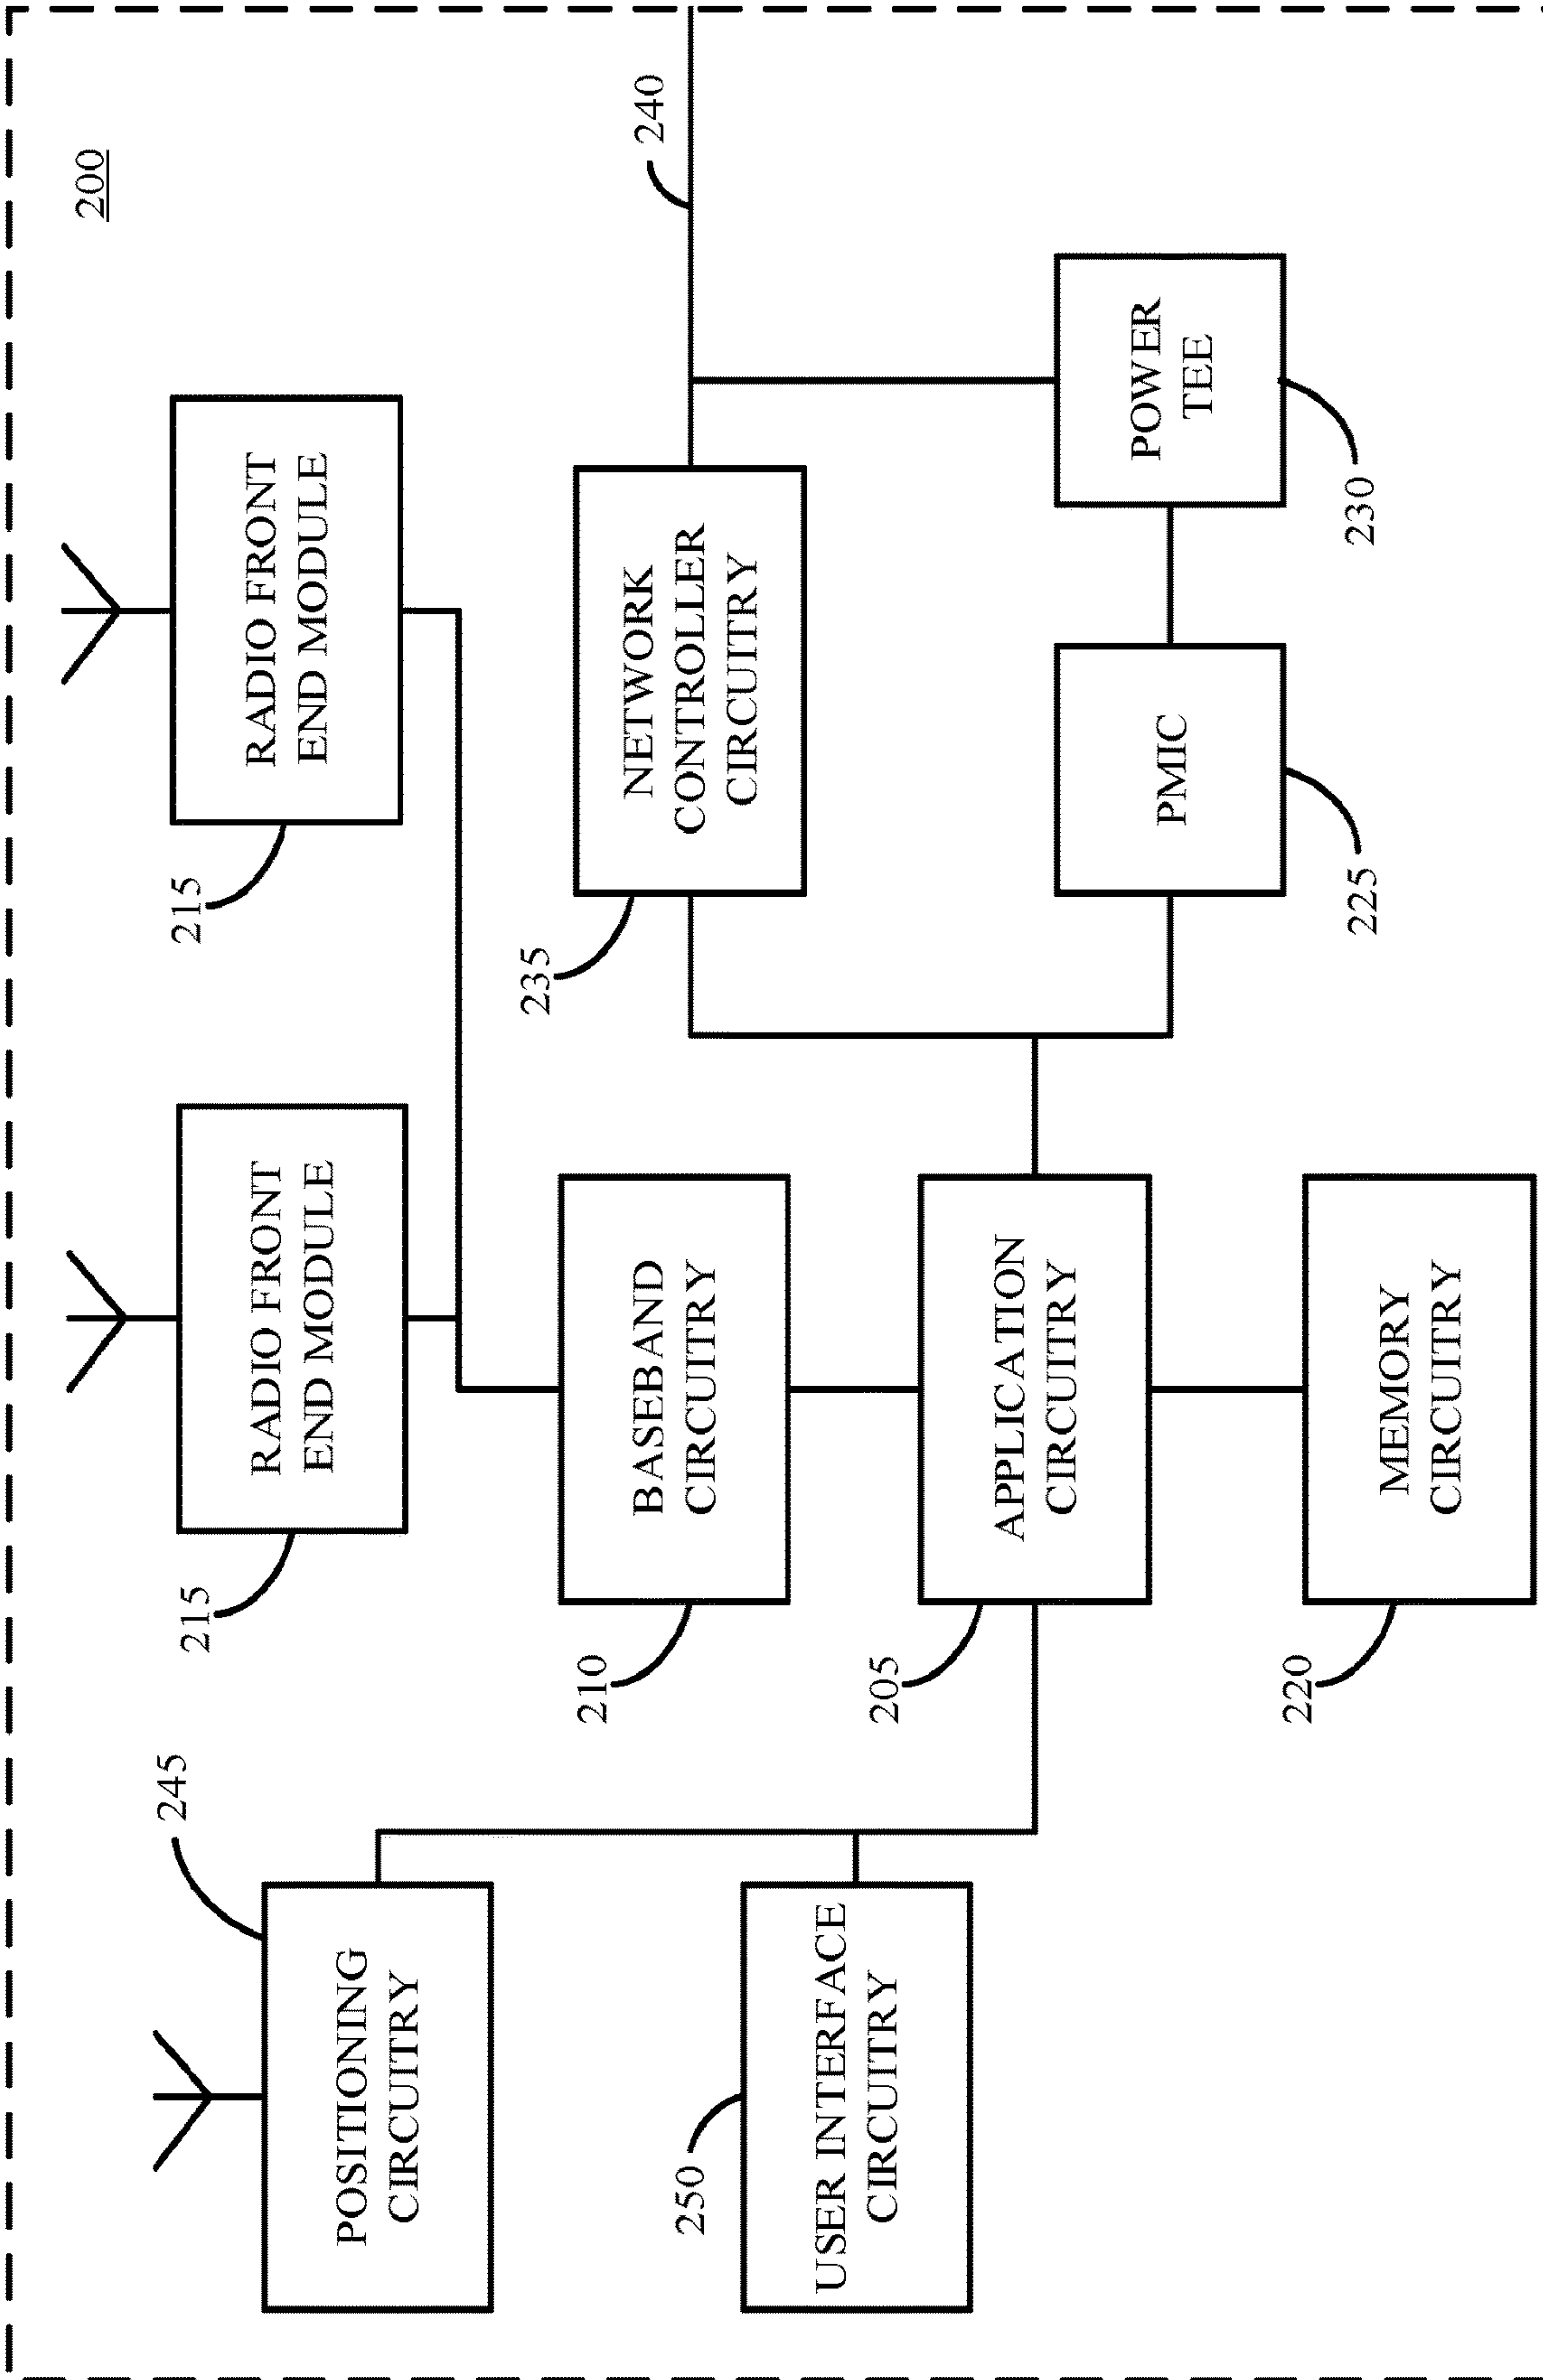 200
245
POSITIONING
CIRCUITRY
250
USER INTERFACE
CIRCUITRY
215
RADIO FRONT
END MODULE
215
RADIO FRONT
END MODULE
210
BASEBAND
CIRCUITRY
205
APPLICATION
CIRCUITRY
220
MEMORY
CIRCUITRY
235
NETWORK
CONTROLLER
CIRCUITRY
240
PMIC
225
POWER
TEE
230